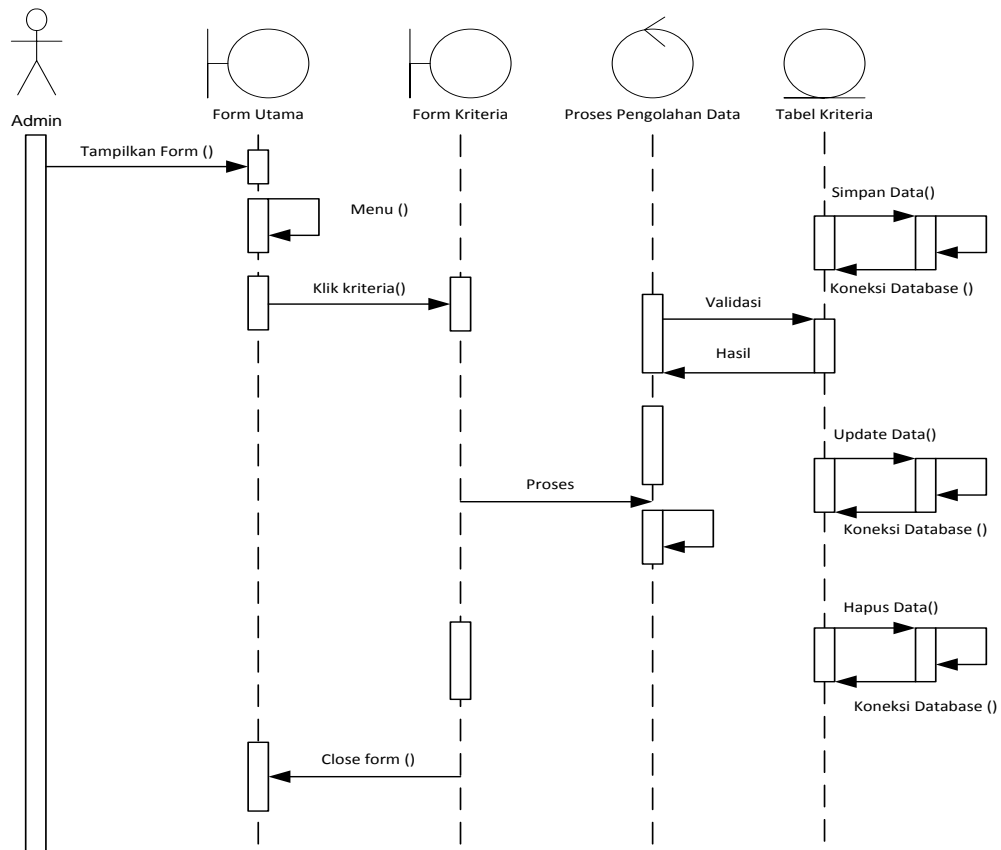 Admin
Form Utama
Form Kriteria
Proses Pengolahan Data
Tabel Kriteria
Tampilkan Form ()
Menu ()
Simpan Data()
Klik kriteria()
Koneksi Database ()
Validasi
Hasil
Update Data()
Proses
Koneksi Database ()
Hapus Data()
Koneksi Database ()
Close form ()